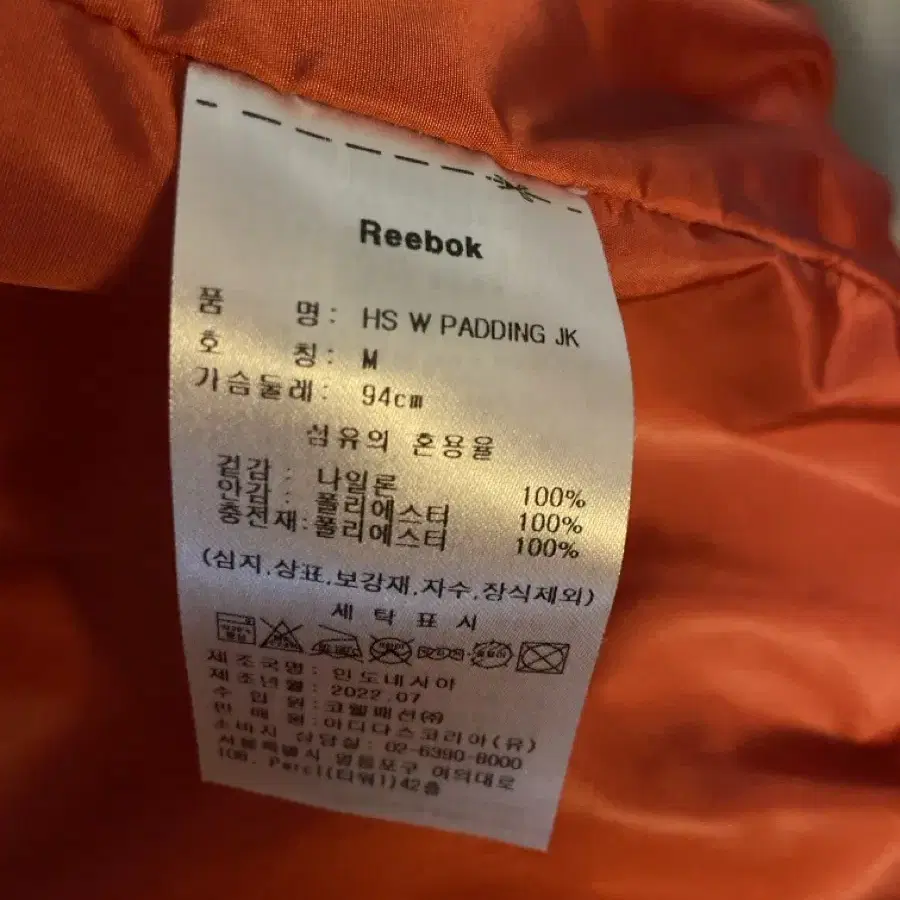 Reebok
품 명: HS W PADDING JK
호 칭: M
가슴둘레: 94cm
섬유의 혼용율
겉감 : 나일론 100%
안감 : 폴리에스터 100%
충전재:폴리에스터 100%
(심지,상표,보강재,자수,장식제외)
세 탁 표 시
제 조 국 명 : 인도네시아
제 조 년 월 : 2022.07
수 입 원 : 코웰패션㈜
판 매 원 : 아디다스코리아(유)
소비자 상담실 : 02-6390-8000
서울특별시 영등포구 여의대로
108, Parc1(타워1)42층